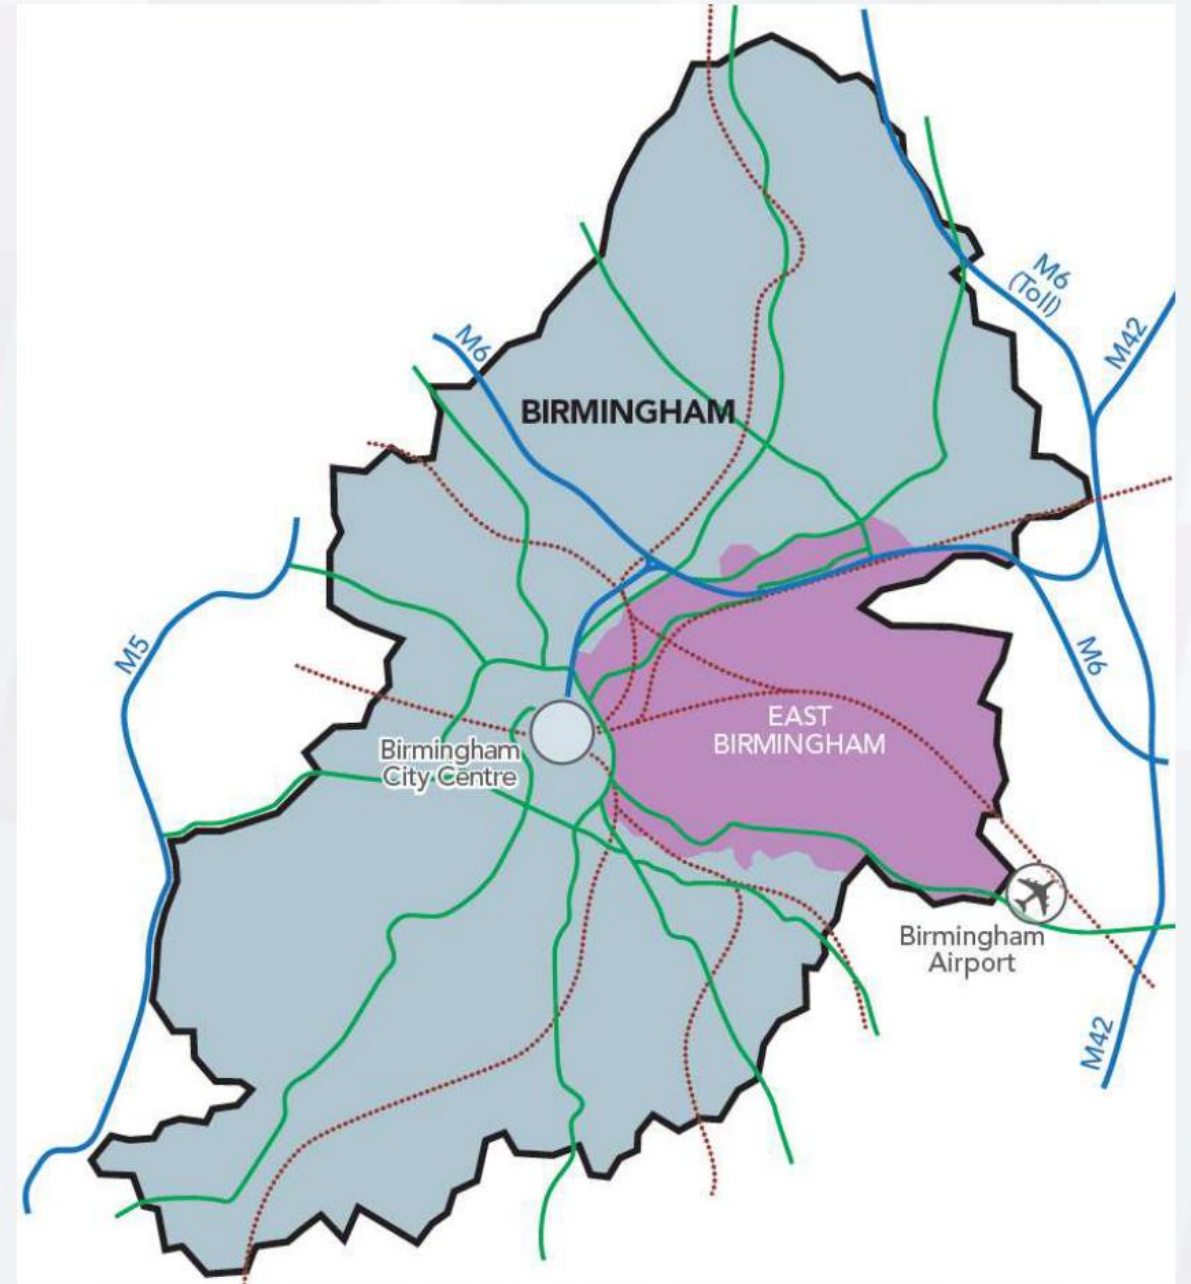 M6
(Toll)
M42
M6
BIRMINGHAM
M5
M6
EAST
BIRMINGHAM
Birmingham
City Centre
Birmingham
Airport
M42